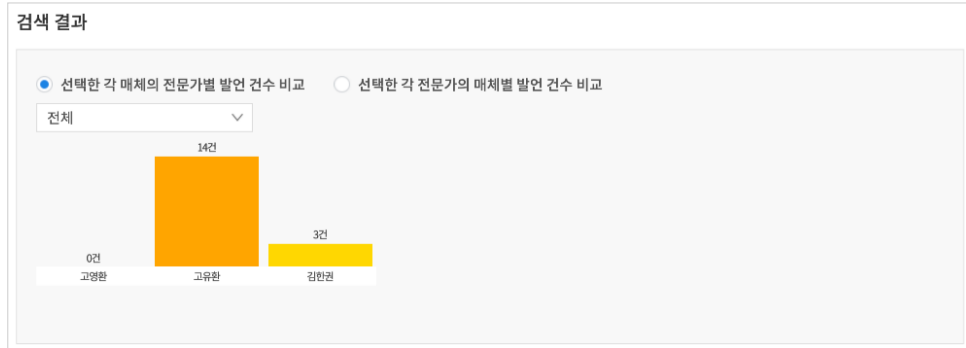 검색 결과
선택한 각 매체의 전문가별 발언 건수 비교 선택한 각 전문가의 매체별 발언 건수 비교
전체
14건
3건
0건
고영환 고유환 김한권